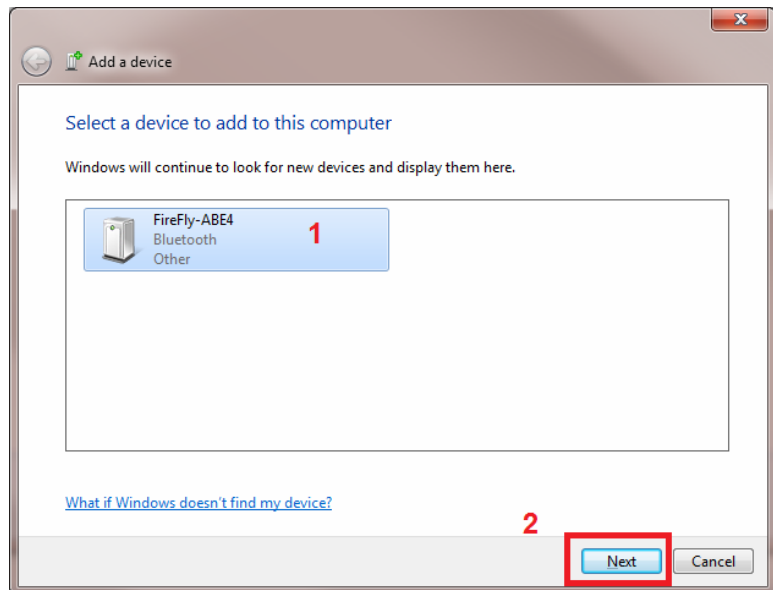 Add a device
Select a device to add to this computer
Windows will continue to look for new devices and display them here.
FireFly-ABE4
Bluetooth
Other
1
What if Windows doesn't find my device?
2
Next
Cancel